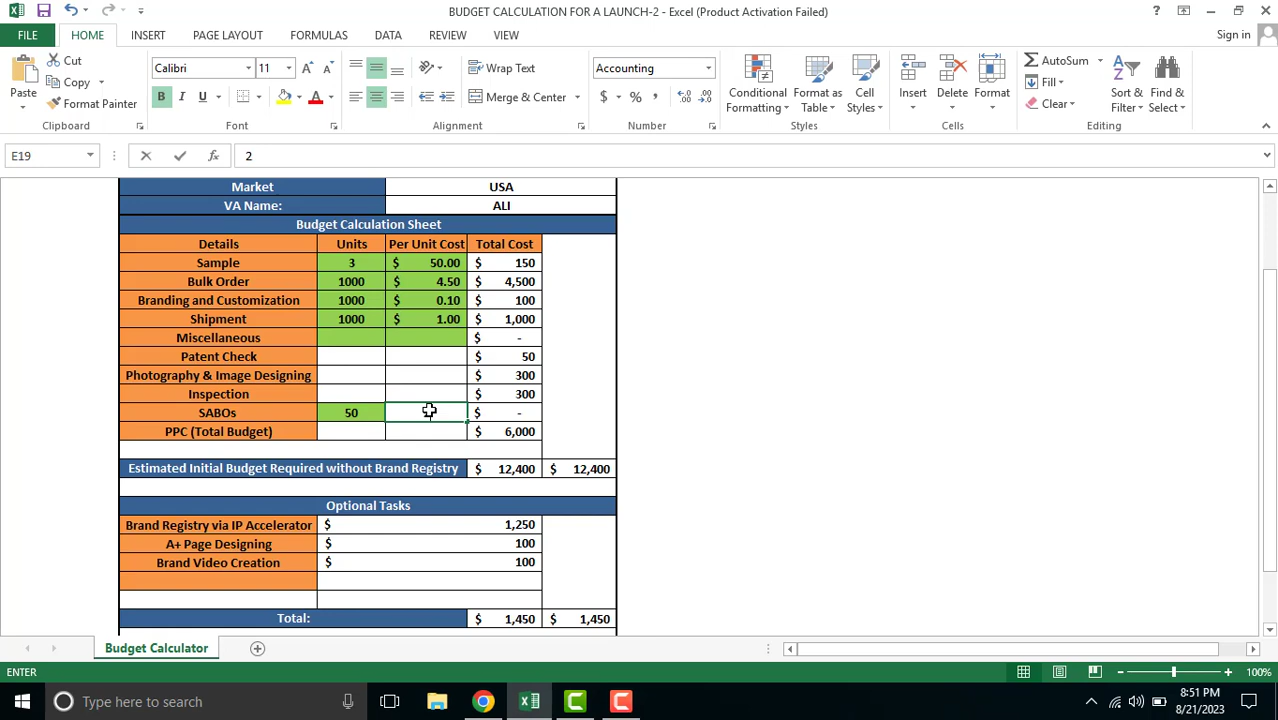 BUDGET CALCULATION FOR A LAUNCH-2 - Excel (Product Activation Failed)
FILE HOME INSERT PAGE LAYOUT FORMULAS DATA REVIEW VIEW Sign in
Paste Cut Copy Format Painter
Calibri 11
B I U A
Wrap Text
Merge & Center
Accounting
$ % ,
Conditional Formatting
Format as Table
Cell Styles
Insert Delete Format
AutoSum
Fill
Clear
Sort & Filter
Find & Select
Clipboard Font Alignment Number Styles Cells Editing
E19 fx 2
Market USA
VA Name: ALI
Budget Calculation Sheet
Details Units Per Unit Cost Total Cost
Sample 3 $ 50.00 $ 150
Bulk Order 1000 $ 4.50 $ 4,500
Branding and Customization 1000 $ 0.10 $ 100
Shipment 1000 $ 1.00 $ 1,000
Miscellaneous $ -
Patent Check $ 50
Photography & Image Designing $ 300
Inspection $ 300
SABOs 50 $ -
PPC (Total Budget) $ 6,000
Estimated Initial Budget Required without Brand Registry $ 12,400 $ 12,400
Optional Tasks
Brand Registry via IP Accelerator $ 1,250
A+ Page Designing $ 100
Brand Video Creation $ 100
Total: $ 1,450 $ 1,450
Budget Calculator
ENTER 100%
Type here to search
8:51 PM
8/21/2023